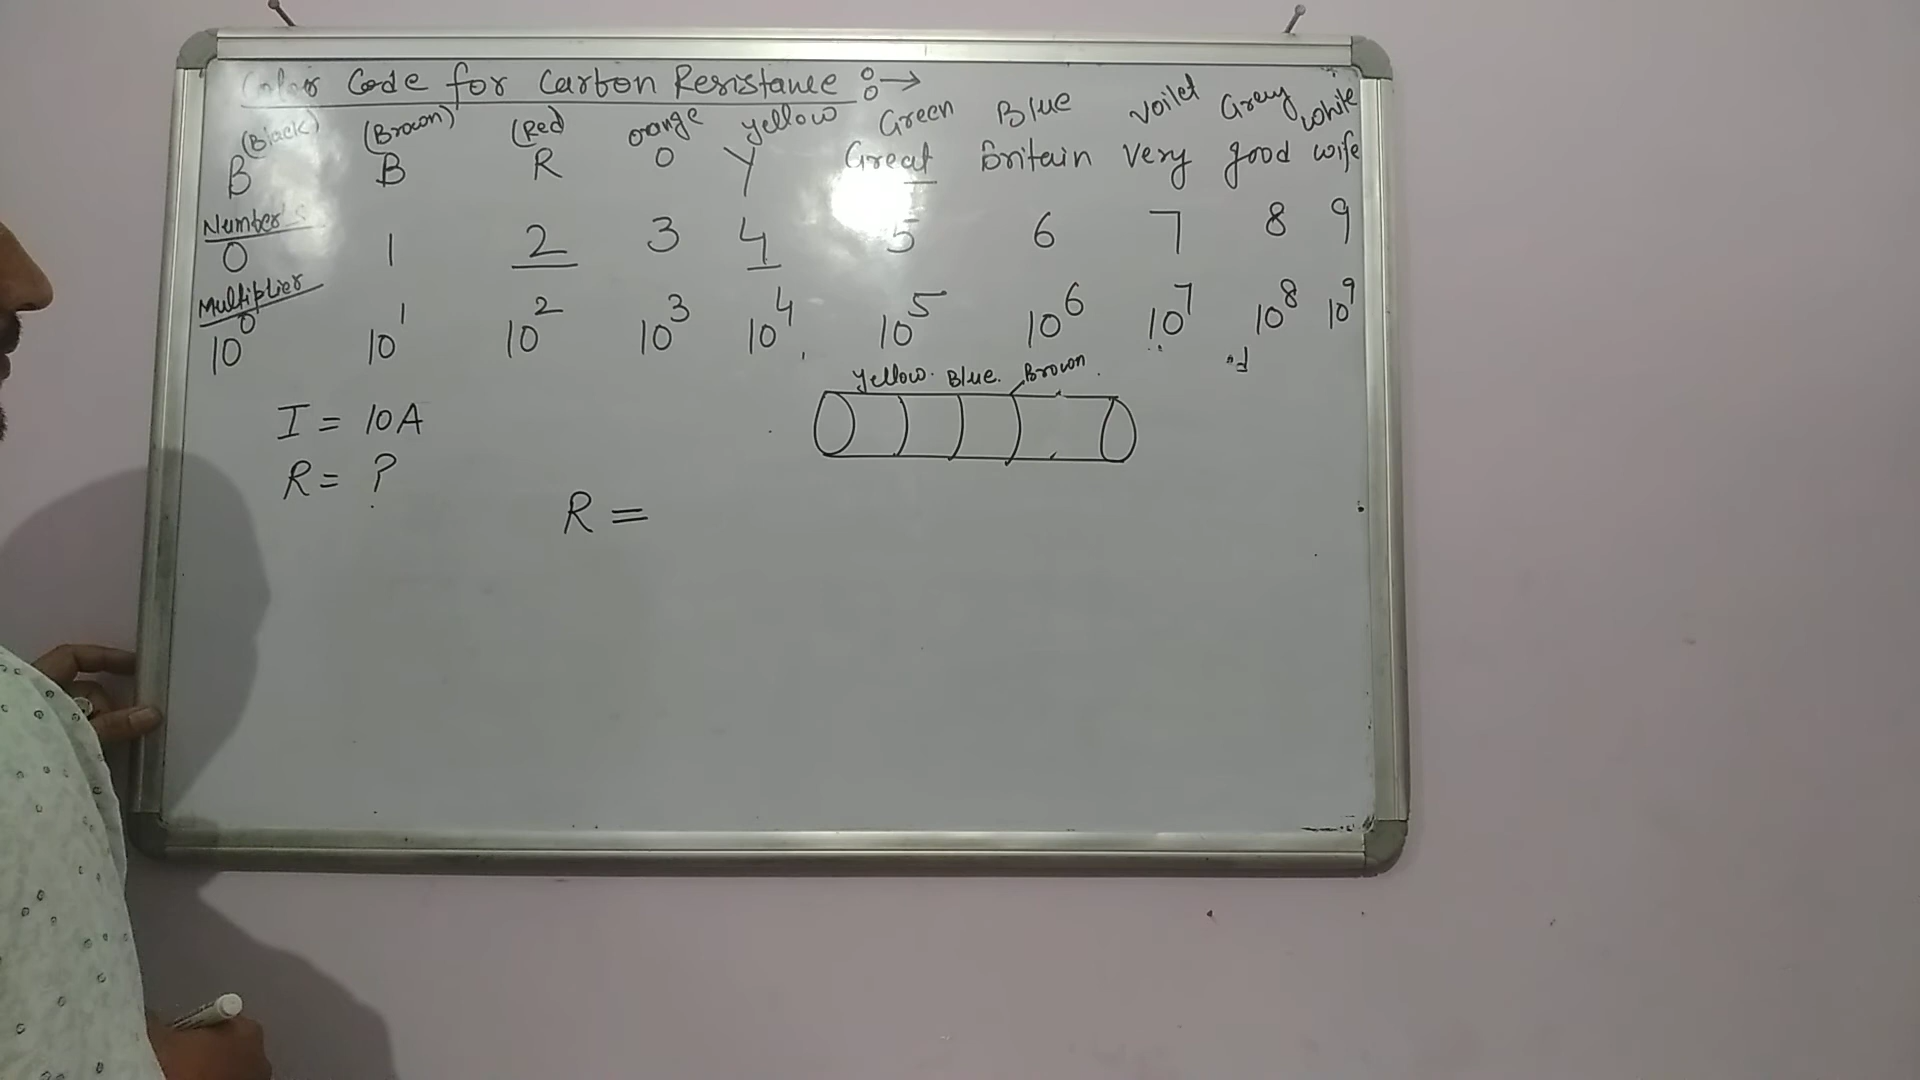 Color Code for Carbon Resistance :→
(Black) (Brown) (Red orange yellow Green Blue Voilet Grey white
B B R O Y Great Britain Very good wife
Number's
0 1 2 3 4 5 6 7 8 9
Multiplier
10⁰ 10¹ 10² 10³ 10⁴ 10⁵ 10⁶ 10⁷ 10⁸ 10⁹
yellow. Blue. Brown.
I = 10A
R = ?
R =